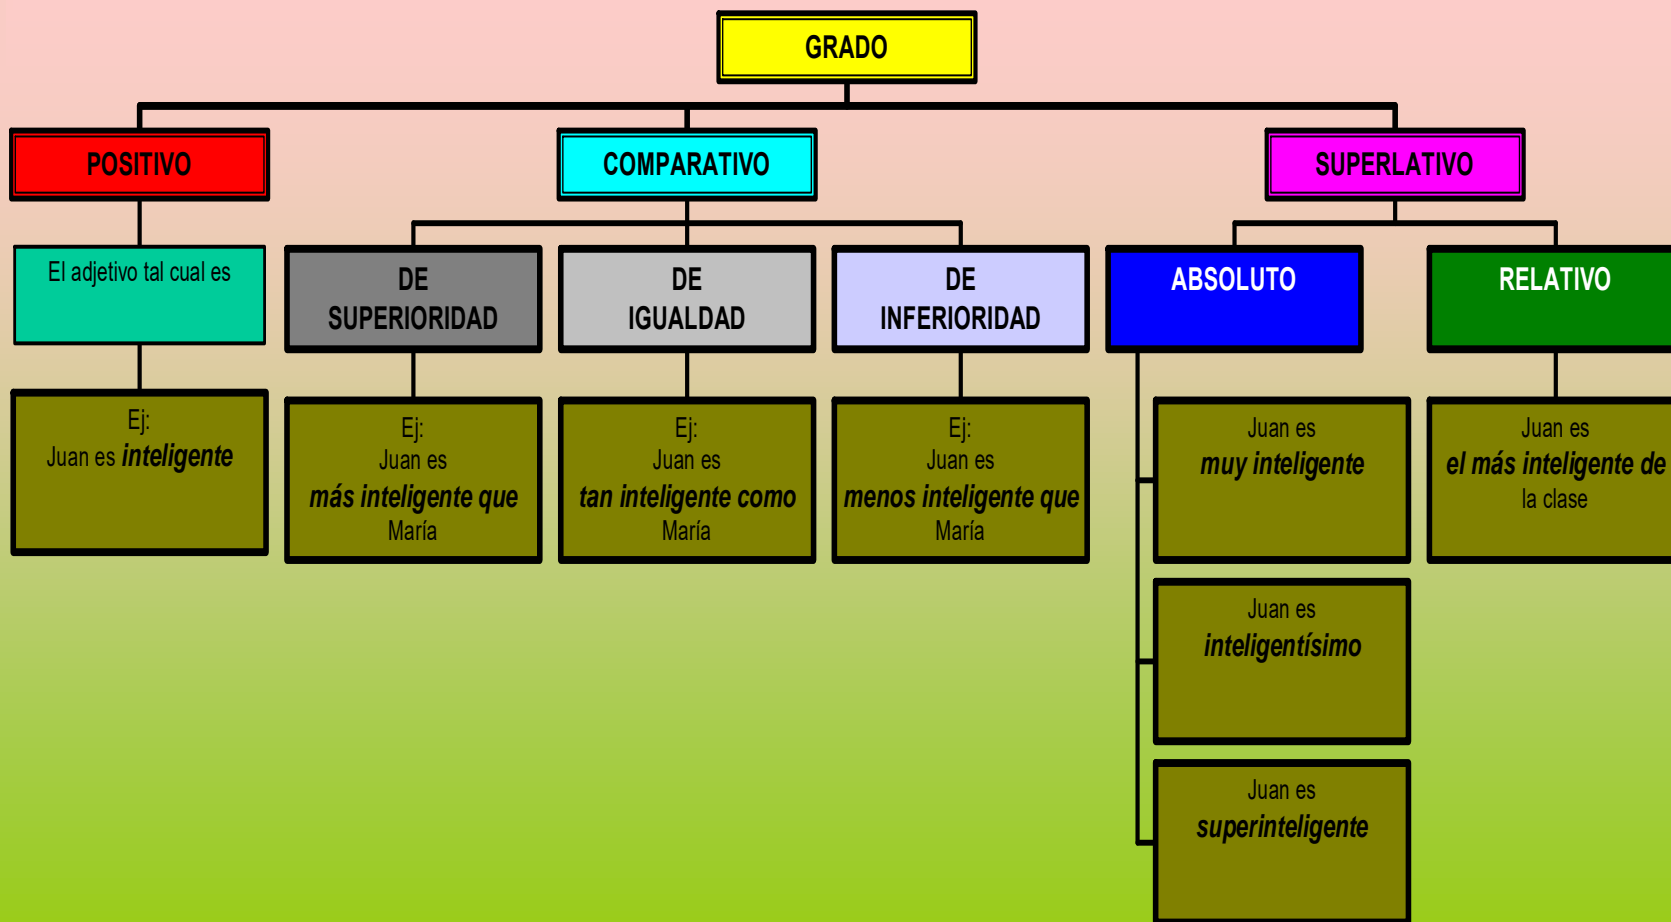 GRADO
POSITIVO
COMPARATIVO
SUPERLATIVO
El adjetivo tal cual es
DE
SUPERIORIDAD
DE
IGUALDAD
DE
INFERIORIDAD
ABSOLUTO
RELATIVO
Ej:
Juan es inteligente
Ej:
Juan es
más inteligente que
María
Ej:
Juan es
tan inteligente como
María
Ej:
Juan es
menos inteligente que
María
Juan es
muy inteligente
Juan es
el más inteligente de
la clase
Juan es
inteligentísimo
Juan es
superinteligente